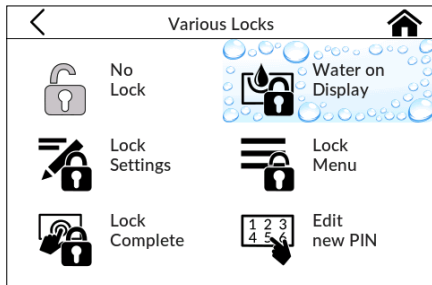 Various Locks
No
Lock
Water on
Display
Lock
Settings
Lock
Menu
Lock
Complete
1 2 3
4 5 6
Edit
new PIN